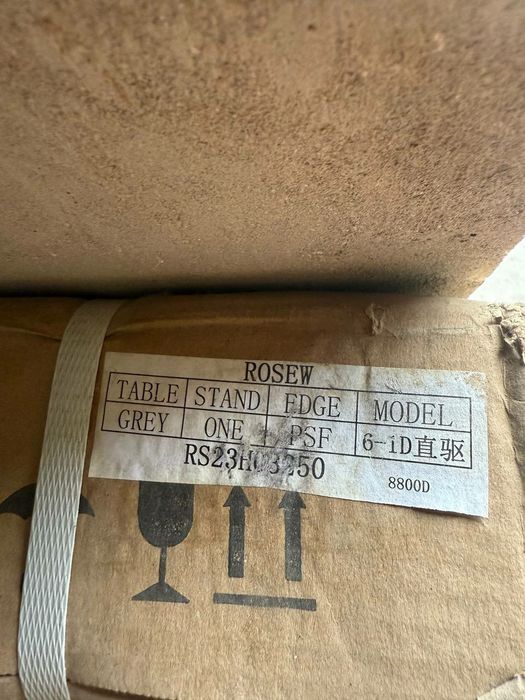 ROSEW
TABLE STAND EDGE MODEL
GREY ONE PSF 6-iD直驱
8800D